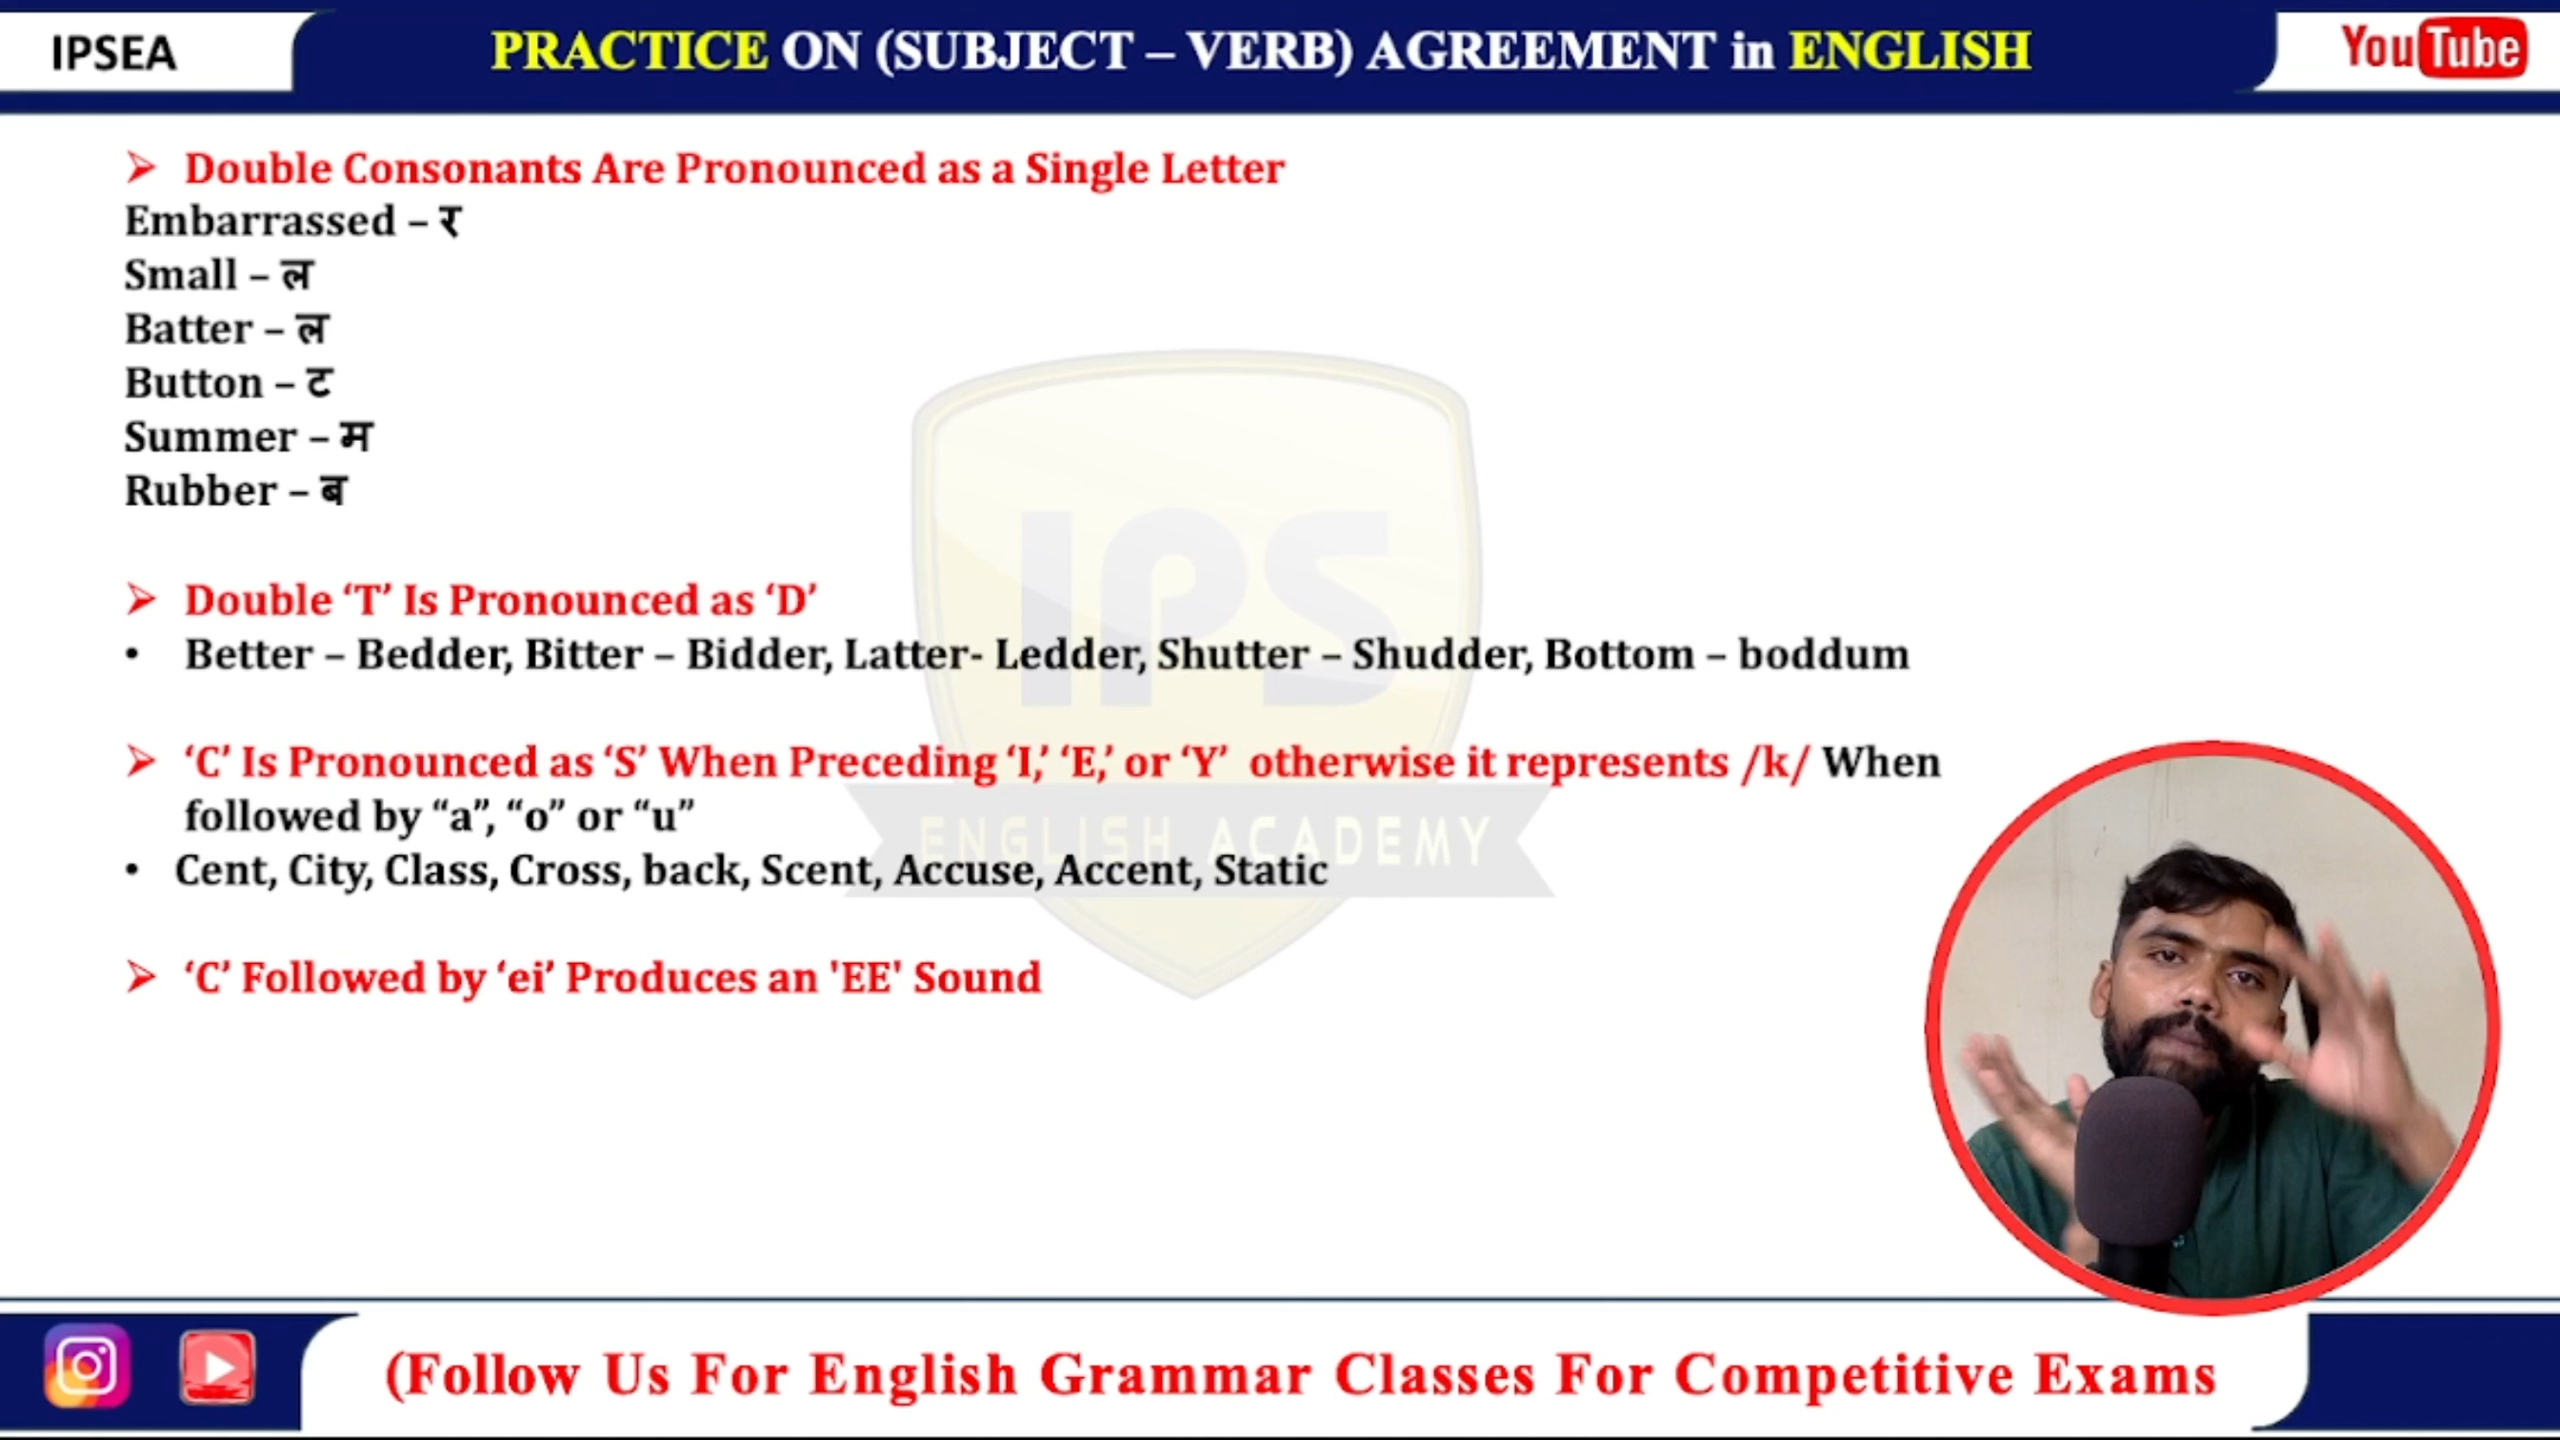 IPSEA
PRACTICE ON (SUBJECT – VERB) AGREEMENT in ENGLISH
YouTube
➢ Double Consonants Are Pronounced as a Single Letter
Embarrassed – र
Small – ल
Batter – ल
Button – ट
Summer – म
Rubber – ब
➢ Double ‘T’ Is Pronounced as ‘D’
• Better – Bedder, Bitter – Bidder, Latter- Ledder, Shutter – Shudder, Bottom – boddum
➢ ‘C’ Is Pronounced as ‘S’ When Preceding ‘I,’ ‘E,’ or ‘Y’ otherwise it represents /k/ When
followed by “a”, “o” or “u”
• Cent, City, Class, Cross, back, Scent, Accuse, Accent, Static
➢ ‘C’ Followed by ‘ei’ Produces an 'EE' Sound
IPS
ENGLISH ACADEMY
(Follow Us For English Grammar Classes For Competitive Exams